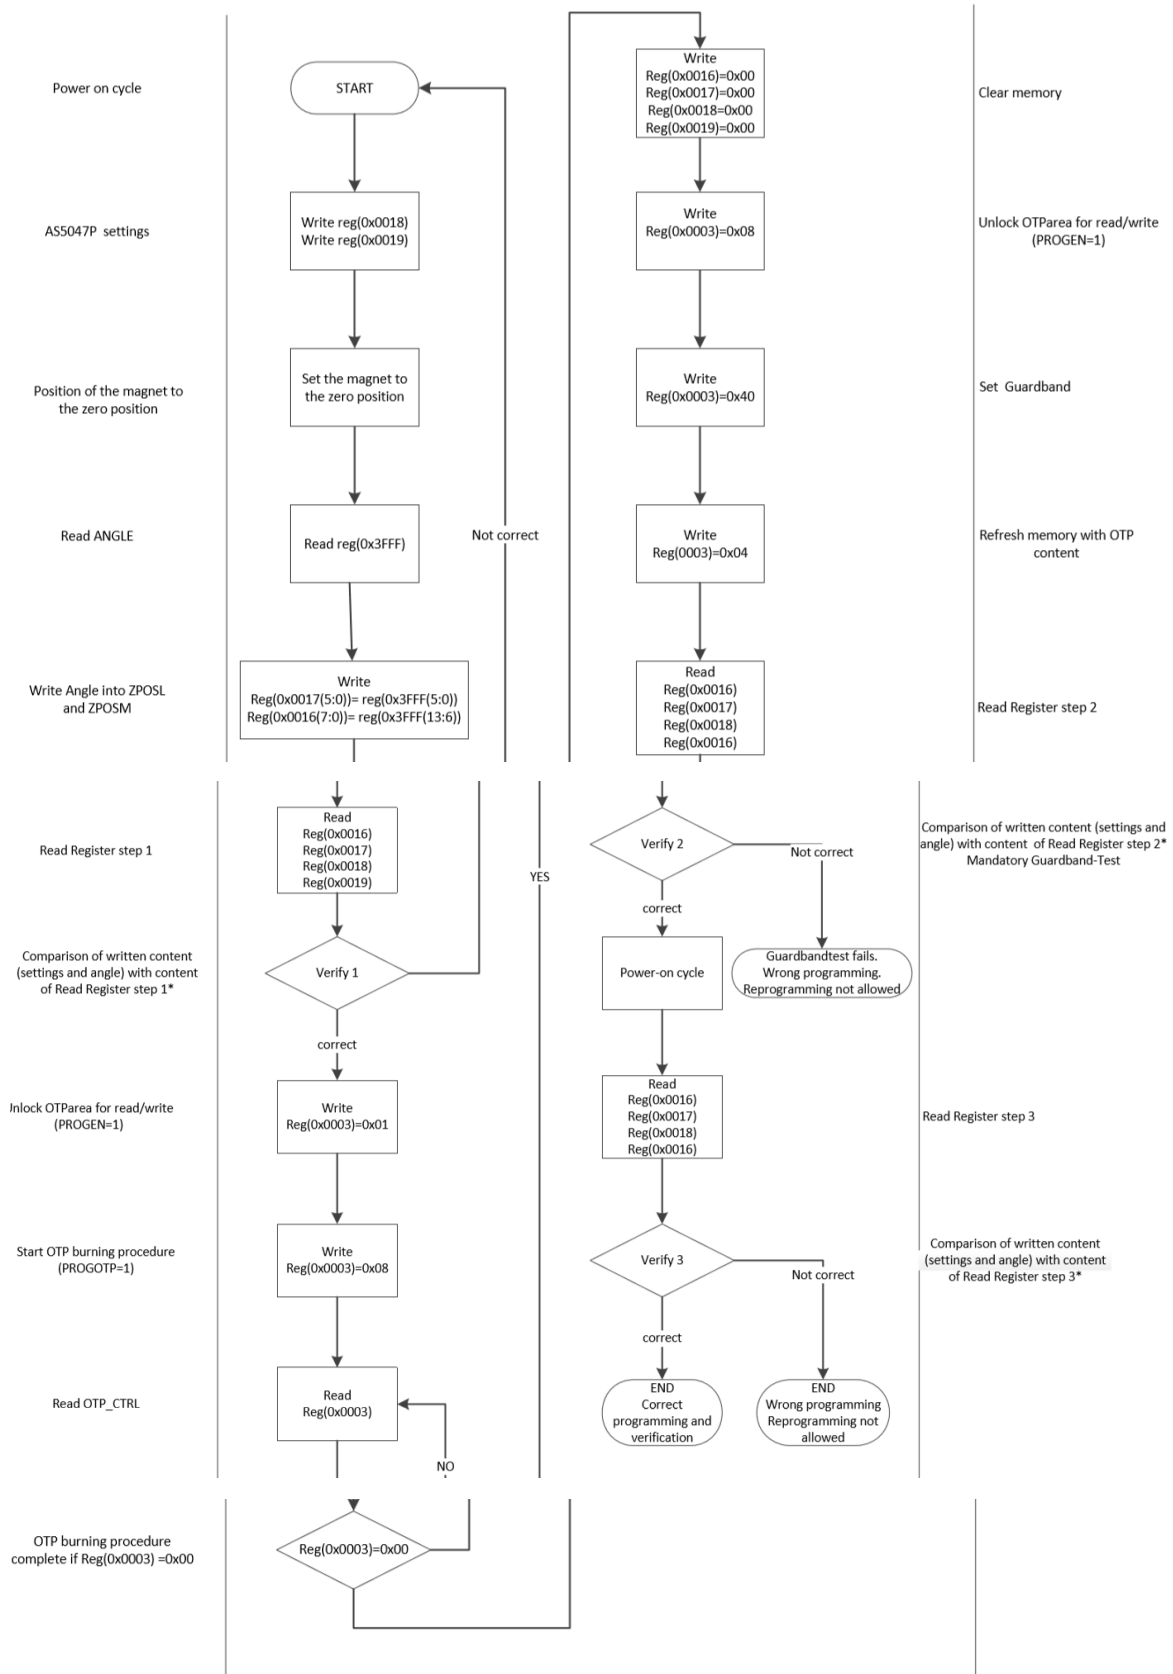 Power on cycle
START
AS5047P settings
Write reg(0x0018)
Write reg(0x0019)
Position of the magnet to
the zero position
Set the magnet to
the zero position
Read ANGLE
Read reg(0x3FFF)
Not correct
Write Angle into ZPOSL
and ZPOSM
Write
Reg(0x0017(5:0))= reg(0x3FFF(5:0))
Reg(0x0016(7:0))= reg(0x3FFF(13:6))
Write
Reg(0x0016)=0x00
Reg(0x0017)=0x00
Reg(0x0018=0x00
Reg(0x0019)=0x00
Clear memory
Write
Reg(0x0003)=0x08
Unlock OTParea for read/write
(PROGEN=1)
Write
Reg(0x0003)=0x40
Set Guardband
Write
Reg(0003)=0x04
Refresh memory with OTP
content
Read
Reg(0x0016)
Reg(0x0017)
Reg(0x0018)
Reg(0x0016)
Read Register step 2
Read Register step 1
Read
Reg(0x0016)
Reg(0x0017)
Reg(0x0018)
Reg(0x0019)
Comparison of written content
(settings and angle) with content
of Read Register step 1*
Verify 1
correct
Unlock OTParea for read/write
(PROGEN=1)
Write
Reg(0x0003)=0x01
Start OTP burning procedure
(PROGOTP=1)
Write
Reg(0x0003)=0x08
Read OTP_CTRL
Read
Reg(0x0003)
NO
YES
Verify 2
Not correct
Comparison of written content (settings and
angle) with content of Read Register step 2*
Mandatory Guardband-Test
correct
Power-on cycle
Guardbandtest fails.
Wrong programming.
Reprogramming not allowed
Read
Reg(0x0016)
Reg(0x0017)
Reg(0x0018)
Reg(0x0016)
Read Register step 3
Verify 3
Not correct
Comparison of written content
(settings and angle) with content
of Read Register step 3*
correct
END
Correct
programming and
verification
END
Wrong programming
Reprogramming not
allowed
OTP burning procedure
complete if Reg(0x0003) =0x00
Reg(0x0003)=0x00